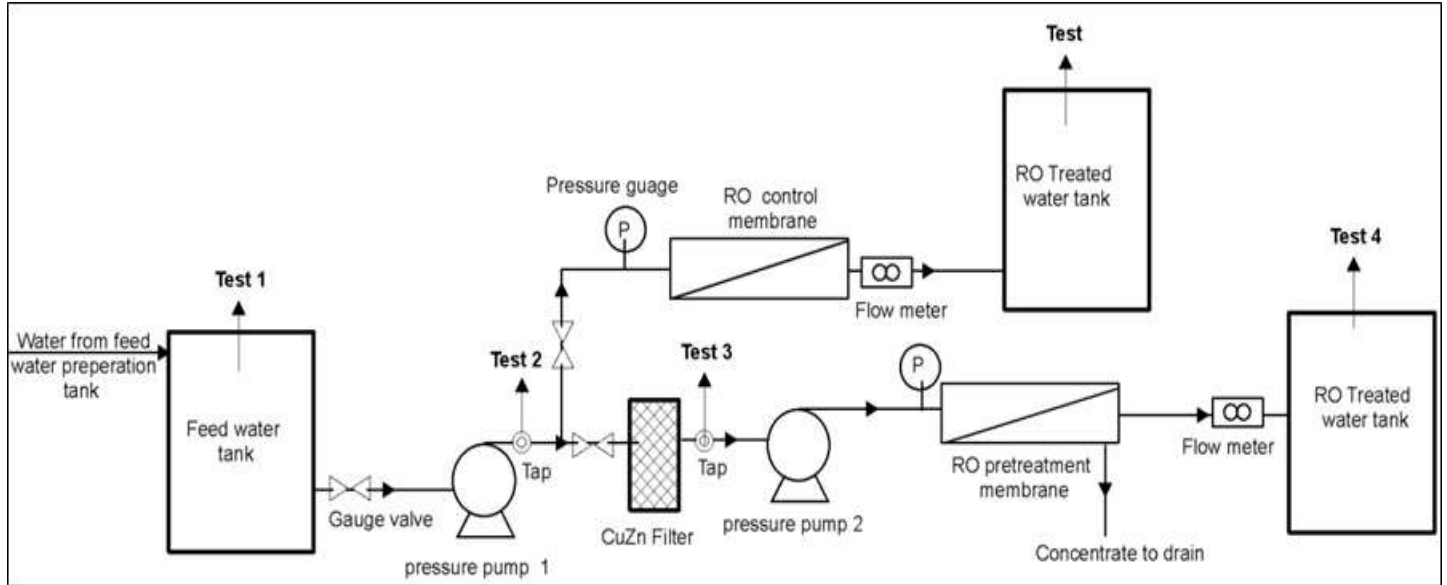 Test
RO Treated
water tank
Pressure guage
P
RO control
membrane
Flow meter
Test 4
RO Treated
water tank
Test 1
Water from feed
water preperation
tank
Feed water
tank
Gauge valve
pressure pump 1
Test 2
Tap
CuZn Filter
Test 3
Tap
pressure pump 2
P
RO pretreatment
membrane
Concentrate to drain
Flow meter